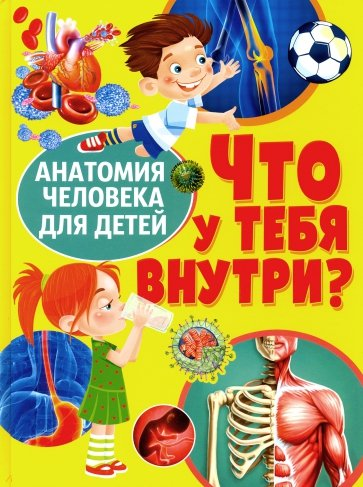 АНАТОМИЯ
ЧЕЛОВЕКА
ДЛЯ ДЕТЕЙ
ЧТО
У ТЕБЯ
ВНУТРИ?